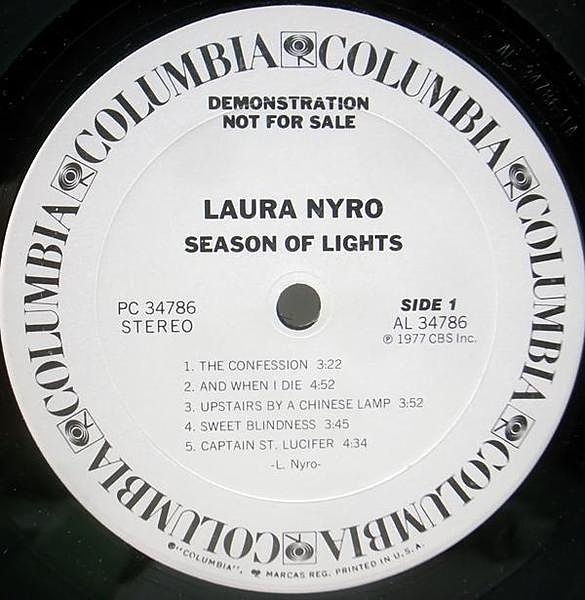 COLUMBIA COLUMBIA COLUMBIA COLUMBIA COLUMBIA COLUMBIA COLUMBIA COLUMBIA
DEMONSTRATION
NOT FOR SALE
LAURA NYRO
SEASON OF LIGHTS
PC 34786
STEREO
SIDE 1
AL 34786
℗ 1977 CBS Inc.
1. THE CONFESSION 3:22
2. AND WHEN I DIE 4:52
3. UPSTAIRS BY A CHINESE LAMP 3:52
4. SWEET BLINDNESS 3:45
5. CAPTAIN ST. LUCIFER 4:34
-L. Nyro-
"COLUMBIA", MARCAS REG. PRINTED IN U.S.A.